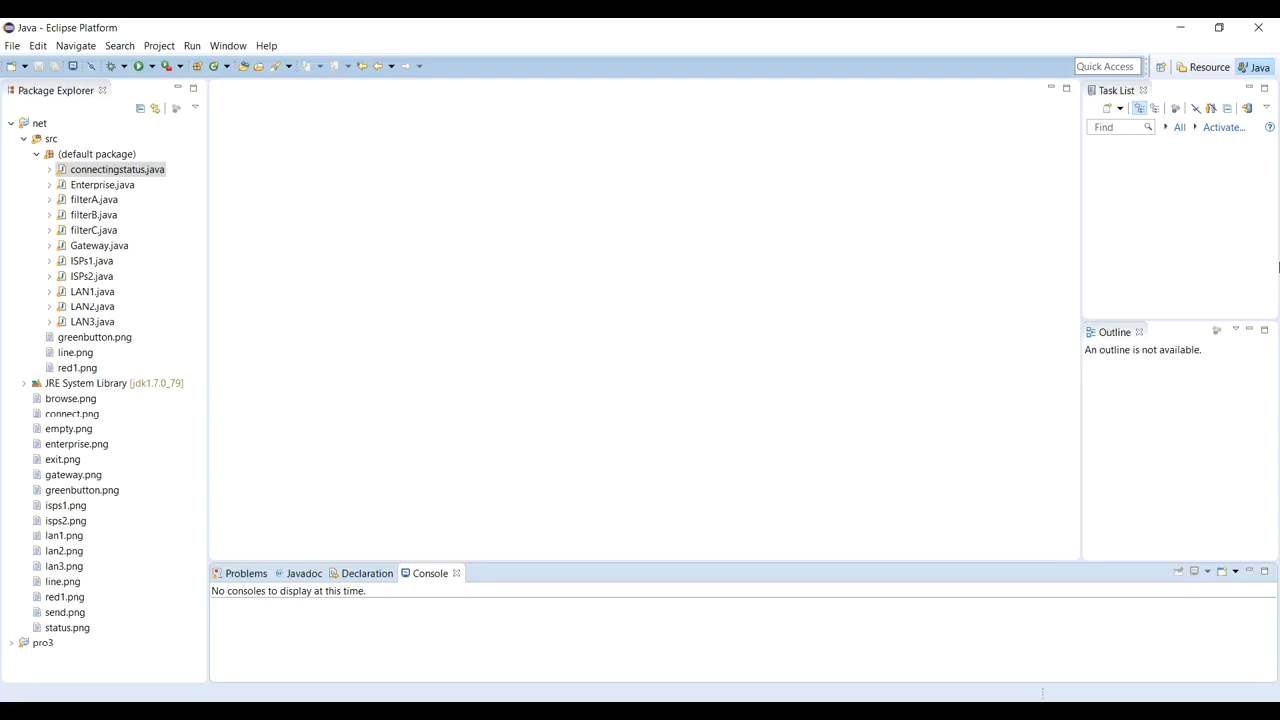 Java - Eclipse Platform
File Edit Navigate Search Project Run Window Help
Quick Access Resource Java
Package Explorer
net
src
(default package)
connectingstatus.java
Enterprise.java
filterA.java
filterB.java
filterC.java
Gateway.java
ISPs1.java
ISPs2.java
LAN1.java
LAN2.java
LAN3.java
greenbutton.png
line.png
red1.png
JRE System Library [jdk1.7.0_79]
browse.png
connect.png
empty.png
enterprise.png
exit.png
gateway.png
greenbutton.png
isps1.png
isps2.png
lan1.png
lan2.png
lan3.png
line.png
red1.png
send.png
status.png
pro3
Task List
Find All Activate...
Outline
An outline is not available.
Problems Javadoc Declaration Console
No consoles to display at this time.